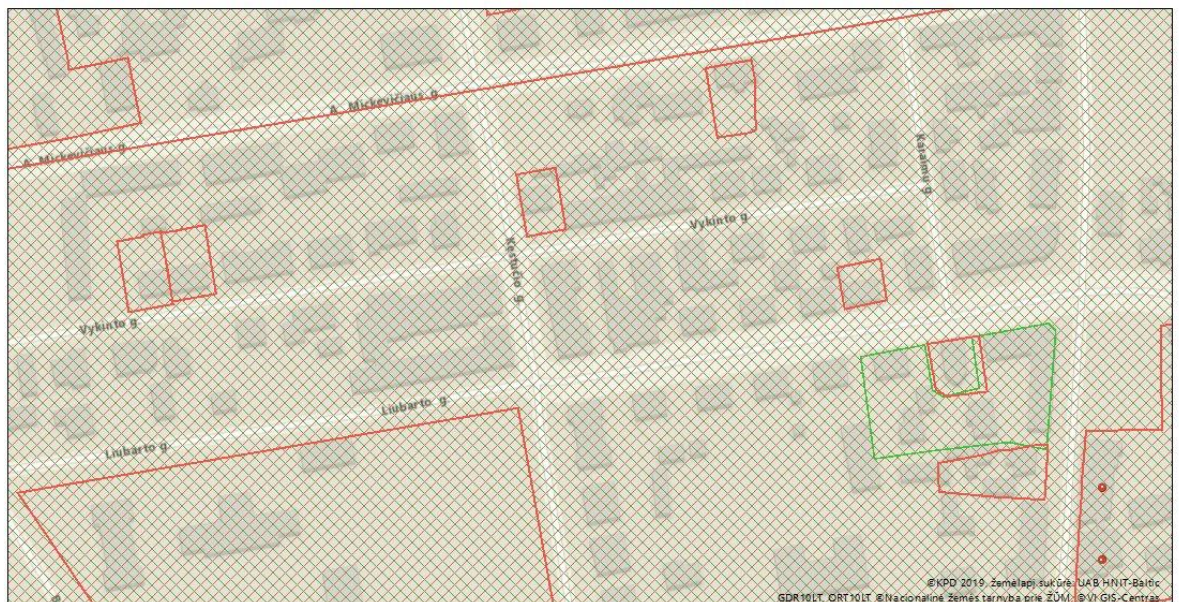 A. Mickevičiaus g.
A. Mickevičiaus g.
Karaimų g.
Vykinto g.
Kęstučio g.
Vykinto g.
Liubarto g.
Liubarto g.
g.
©KPD 2019. žemėlapį sukūrė: UAB HNIT-Baltic
GDR10LT, ORT10LT ©Nacionalinė žemės tarnyba prie ŽŪM; ©VĮ GIS-Centras